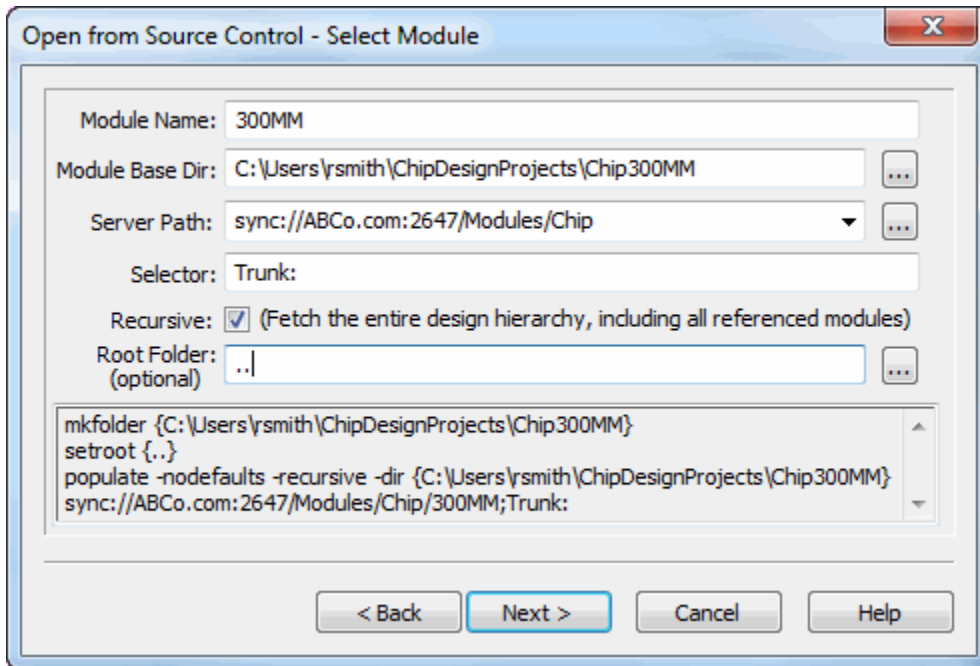 Open from Source Control - Select Module
X
Module Name: 300MM
Module Base Dir: C:\Users\rsmith\ChipDesignProjects\Chip300MM ...
Server Path: sync://ABCo.com:2647/Modules/Chip ...
Selector: Trunk:
Recursive: (Fetch the entire design hierarchy, including all referenced modules)
Root Folder:
(optional) .. ...
mkfolder {C:\Users\rsmith\ChipDesignProjects\Chip300MM}
setroot {..}
populate -nodefaults -recursive -dir {C:\Users\rsmith\ChipDesignProjects\Chip300MM}
sync://ABCo.com:2647/Modules/Chip/300MM;Trunk:
< Back Next > Cancel Help